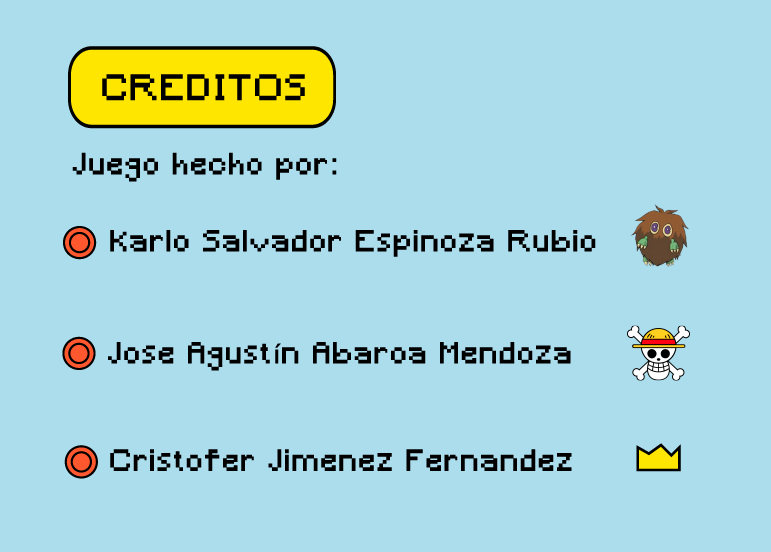 CREDITOS
Juego hecho por:
Karlo Salvador Espinoza Rubio
Jose Agustín Abaroa Mendoza
Cristofer Jimenez Fernandez